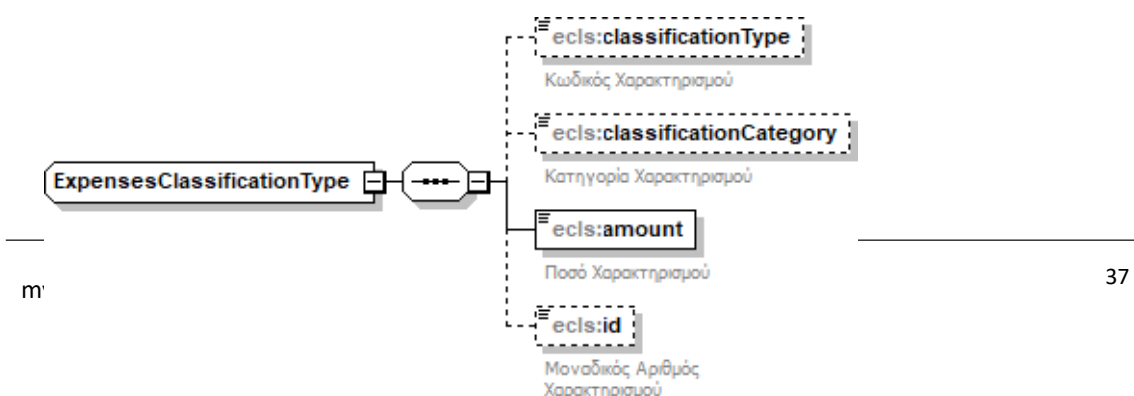 ecls:classificationType
Κωδικός Χαρακτηρισμού
ecls:classificationCategory
Κατηγορία Χαρακτηρισμού
ExpensesClassificationType
ecls:amount
Ποσό Χαρακτηρισμού
37
ecls:id
Μοναδικός Αριθμός
Χαρακτηρισμού